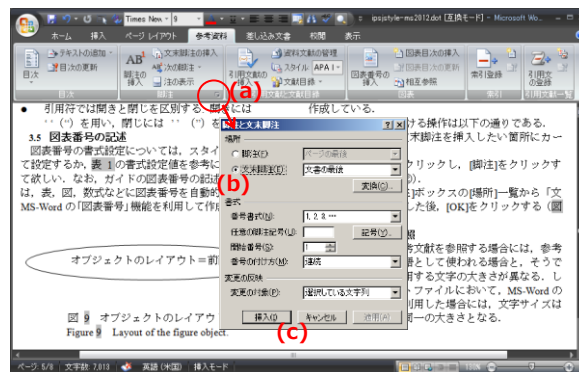 Times New 9
ipsjstyle-ms2012.dot [互換モード] - Microsoft Wo...
ホーム 挿入 ページ レイアウト 参考資料 差し込み文書 校閲 表示
目次
テキストの追加
目次の更新
目次
脚注の挿入
AB
文末脚注の挿入
次の脚注
注の表示
脚注
引用文献の挿入
資料文献の管理
スタイル APA
文献目録
引用文献と文献目録
図表番号の挿入
図表目次の挿入
図表目次の更新
相互参照
図表
索引登録
索引
引用文の登録
引用文献一覧
(a)
● 引用符では開きと閉じを区別する.開きには
``(")を用い,閉じには ''(")を
3.5 図表番号の記述
図表番号の書式設定については,スタイ
て設定するか,表 1の書式設定値を参考に
て欲しい.なお,ガイドの図表番号の記述
は,表,図,数式などに図表番号を自動的
MS-Word の「図表番号」機能を利用して作成
オブジェクトのレイアウト=前
図 9 オブジェクトのレイアウ
Figure 9 Layout of the figure object.
作成している.
ける操作は以下の通りである.
末脚注を挿入したい箇所にカー
クリックし,[脚注]をクリックす
注]ボックスの[場所]一覧から「文
した後,[OK]をクリックする(図
照
考文献を参照する場合には,参考
語として使われる場合と,そうで
用する文字の大きさが異なる.し
トファイルにおいて,MS-Word の
引用した場合には,文字サイズは
同一の大きさとなる.
脚注と文末脚注
場所
脚注(F): ページの最後
(b)
文末脚注(E): 文書の最後
変換(C)...
書式
番号書式(N): 1, 2, 3, …
任意の脚注記号(U): 記号(Y)...
開始番号(S): 1
番号の付け方(M): 連続
変更の反映
変更の対象(P): 選択している文字列
挿入(I) キャンセル 適用(A)
(c)
ページ: 5/8 文字数: 7,013 英語 (米国) 挿入モード 100%